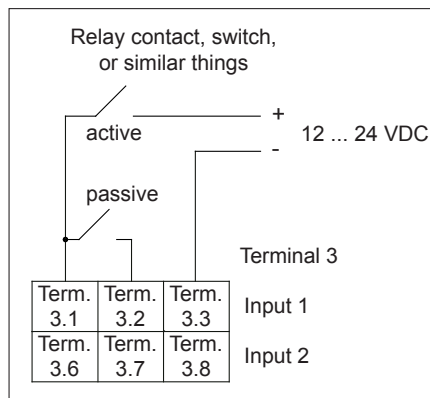 Relay contact, switch,
or similar things
+
active
12 ... 24 VDC
-
passive
Terminal 3
Term. 3.1
Term. 3.2
Term. 3.3
Input 1
Term. 3.6
Term. 3.7
Term. 3.8
Input 2